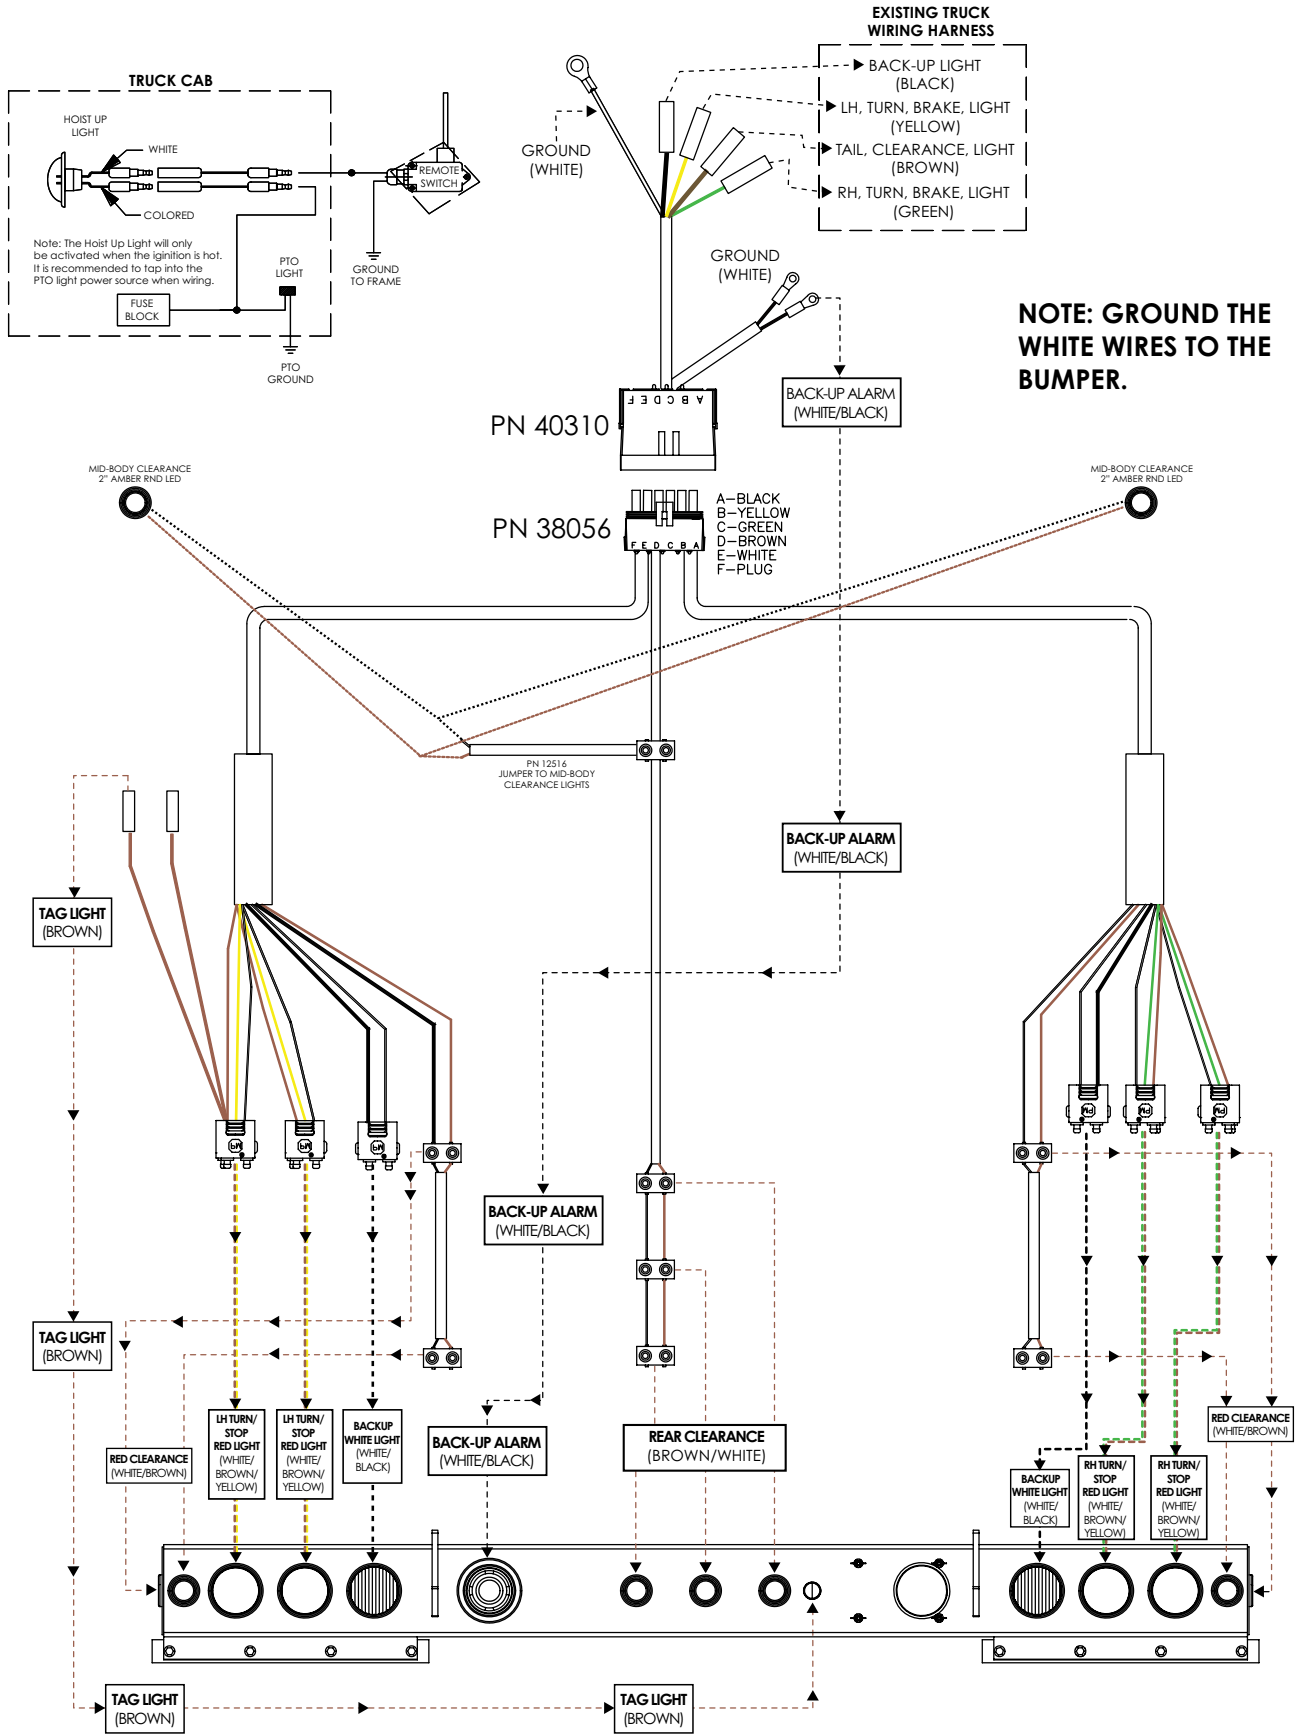 EXISTING TRUCK
WIRING HARNESS
BACK-UP LIGHT
(BLACK)
LH, TURN, BRAKE, LIGHT
(YELLOW)
TAIL, CLEARANCE, LIGHT
(BROWN)
RH, TURN, BRAKE, LIGHT
(GREEN)
TRUCK CAB
HOIST UP
LIGHT
WHITE
COLORED
REMOTE
SWITCH
Note: The Hoist Up Light will only
be activated when the iginition is hot.
It is recommended to tap into the
PTO light power source when wiring.
PTO
LIGHT
FUSE
BLOCK
GROUND
TO FRAME
PTO
GROUND
GROUND
(WHITE)
GROUND
(WHITE)
NOTE: GROUND THE
WHITE WIRES TO THE
BUMPER.
BACK-UP ALARM
(WHITE/BLACK)
F E D C B A
PN 40310
MID-BODY CLEARANCE
2" AMBER RND LED
MID-BODY CLEARANCE
2" AMBER RND LED
PN 38056
F E D C B A
A-BLACK
B-YELLOW
C-GREEN
D-BROWN
E-WHITE
F-PLUG
PN 12516
JUMPER TO MID-BODY
CLEARANCE LIGHTS
BACK-UP ALARM
(WHITE/BLACK)
TAG LIGHT
(BROWN)
PM
PM
PM
PM
PM
PM
BACK-UP ALARM
(WHITE/BLACK)
TAG LIGHT
(BROWN)
RED CLEARANCE
(WHITE/BROWN)
LH TURN/
STOP
RED LIGHT
(WHITE/
BROWN/
YELLOW)
LH TURN/
STOP
RED LIGHT
(WHITE/
BROWN/
YELLOW)
BACKUP
WHITE LIGHT
(WHITE/
BLACK)
BACK-UP ALARM
(WHITE/BLACK)
REAR CLEARANCE
(BROWN/WHITE)
BACKUP
WHITE LIGHT
(WHITE/
BLACK)
RH TURN/
STOP
RED LIGHT
(WHITE/
BROWN/
YELLOW)
RH TURN/
STOP
RED LIGHT
(WHITE/
BROWN/
YELLOW)
RED CLEARANCE
(WHITE/BROWN)
TAG LIGHT
(BROWN)
TAG LIGHT
(BROWN)